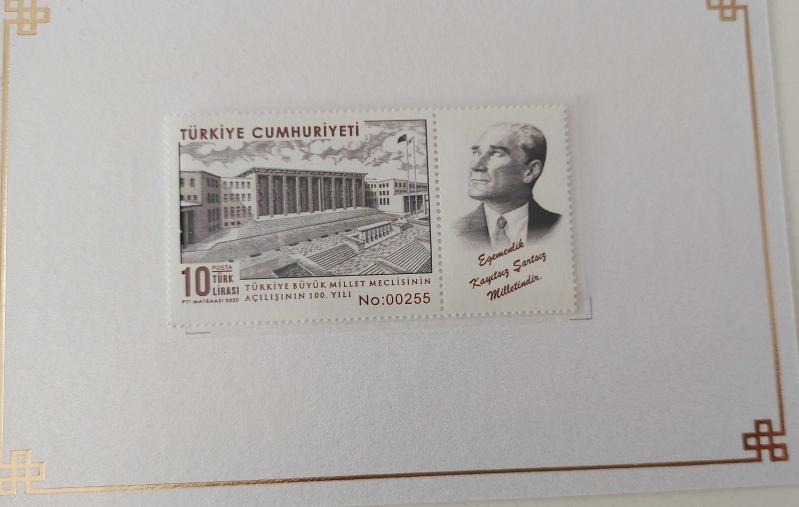 TÜRKİYE CUMHURİYETİ
10 POSTA
TÜRK
LİRASI
PTT MATBAASI 2020
TÜRKİYE BÜYÜK MİLLET MECLİSİNİN
AÇILIŞININ 100. YILI
No:00255
Egemenlik
Kayıtsız Şartsız
Milletindir.